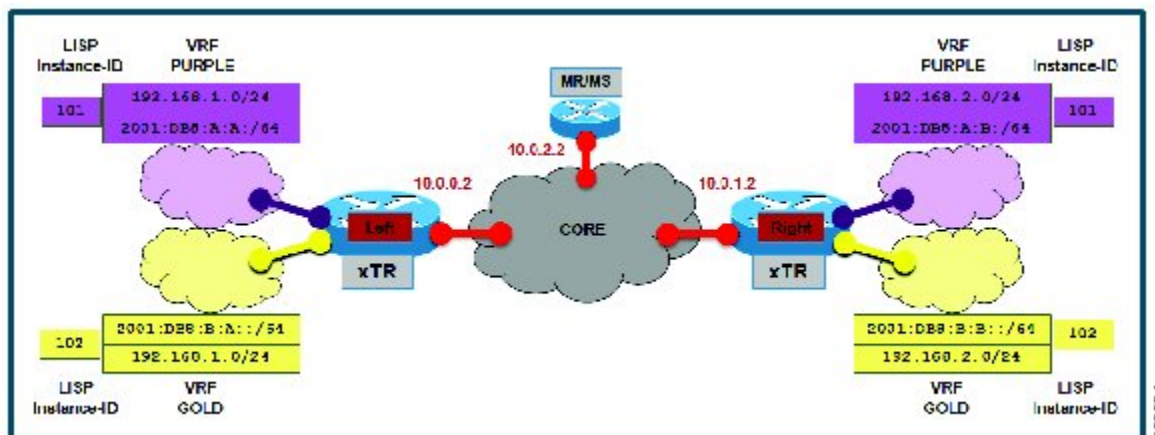 LISP
Instance-ID
VRF
PURPLE
101
192.168.1.0/24
2001:DB8:A:A:/64
MR/MS
10.0.2.2
VRF
PURPLE
LISP
Instance-ID
192.168.2.0/24
2001:DB8:A:B:/64
101
10.0.0.2
Left
xTR
CORE
10.0.1.2
Right
xTR
102
2001:DB8:B:A::/64
192.168.1.0/24
LISP
Instance-ID
VRF
GOLD
2001:DB8:B:B::/64
192.168.2.0/24
102
VRF
GOLD
LISP
Instance-ID